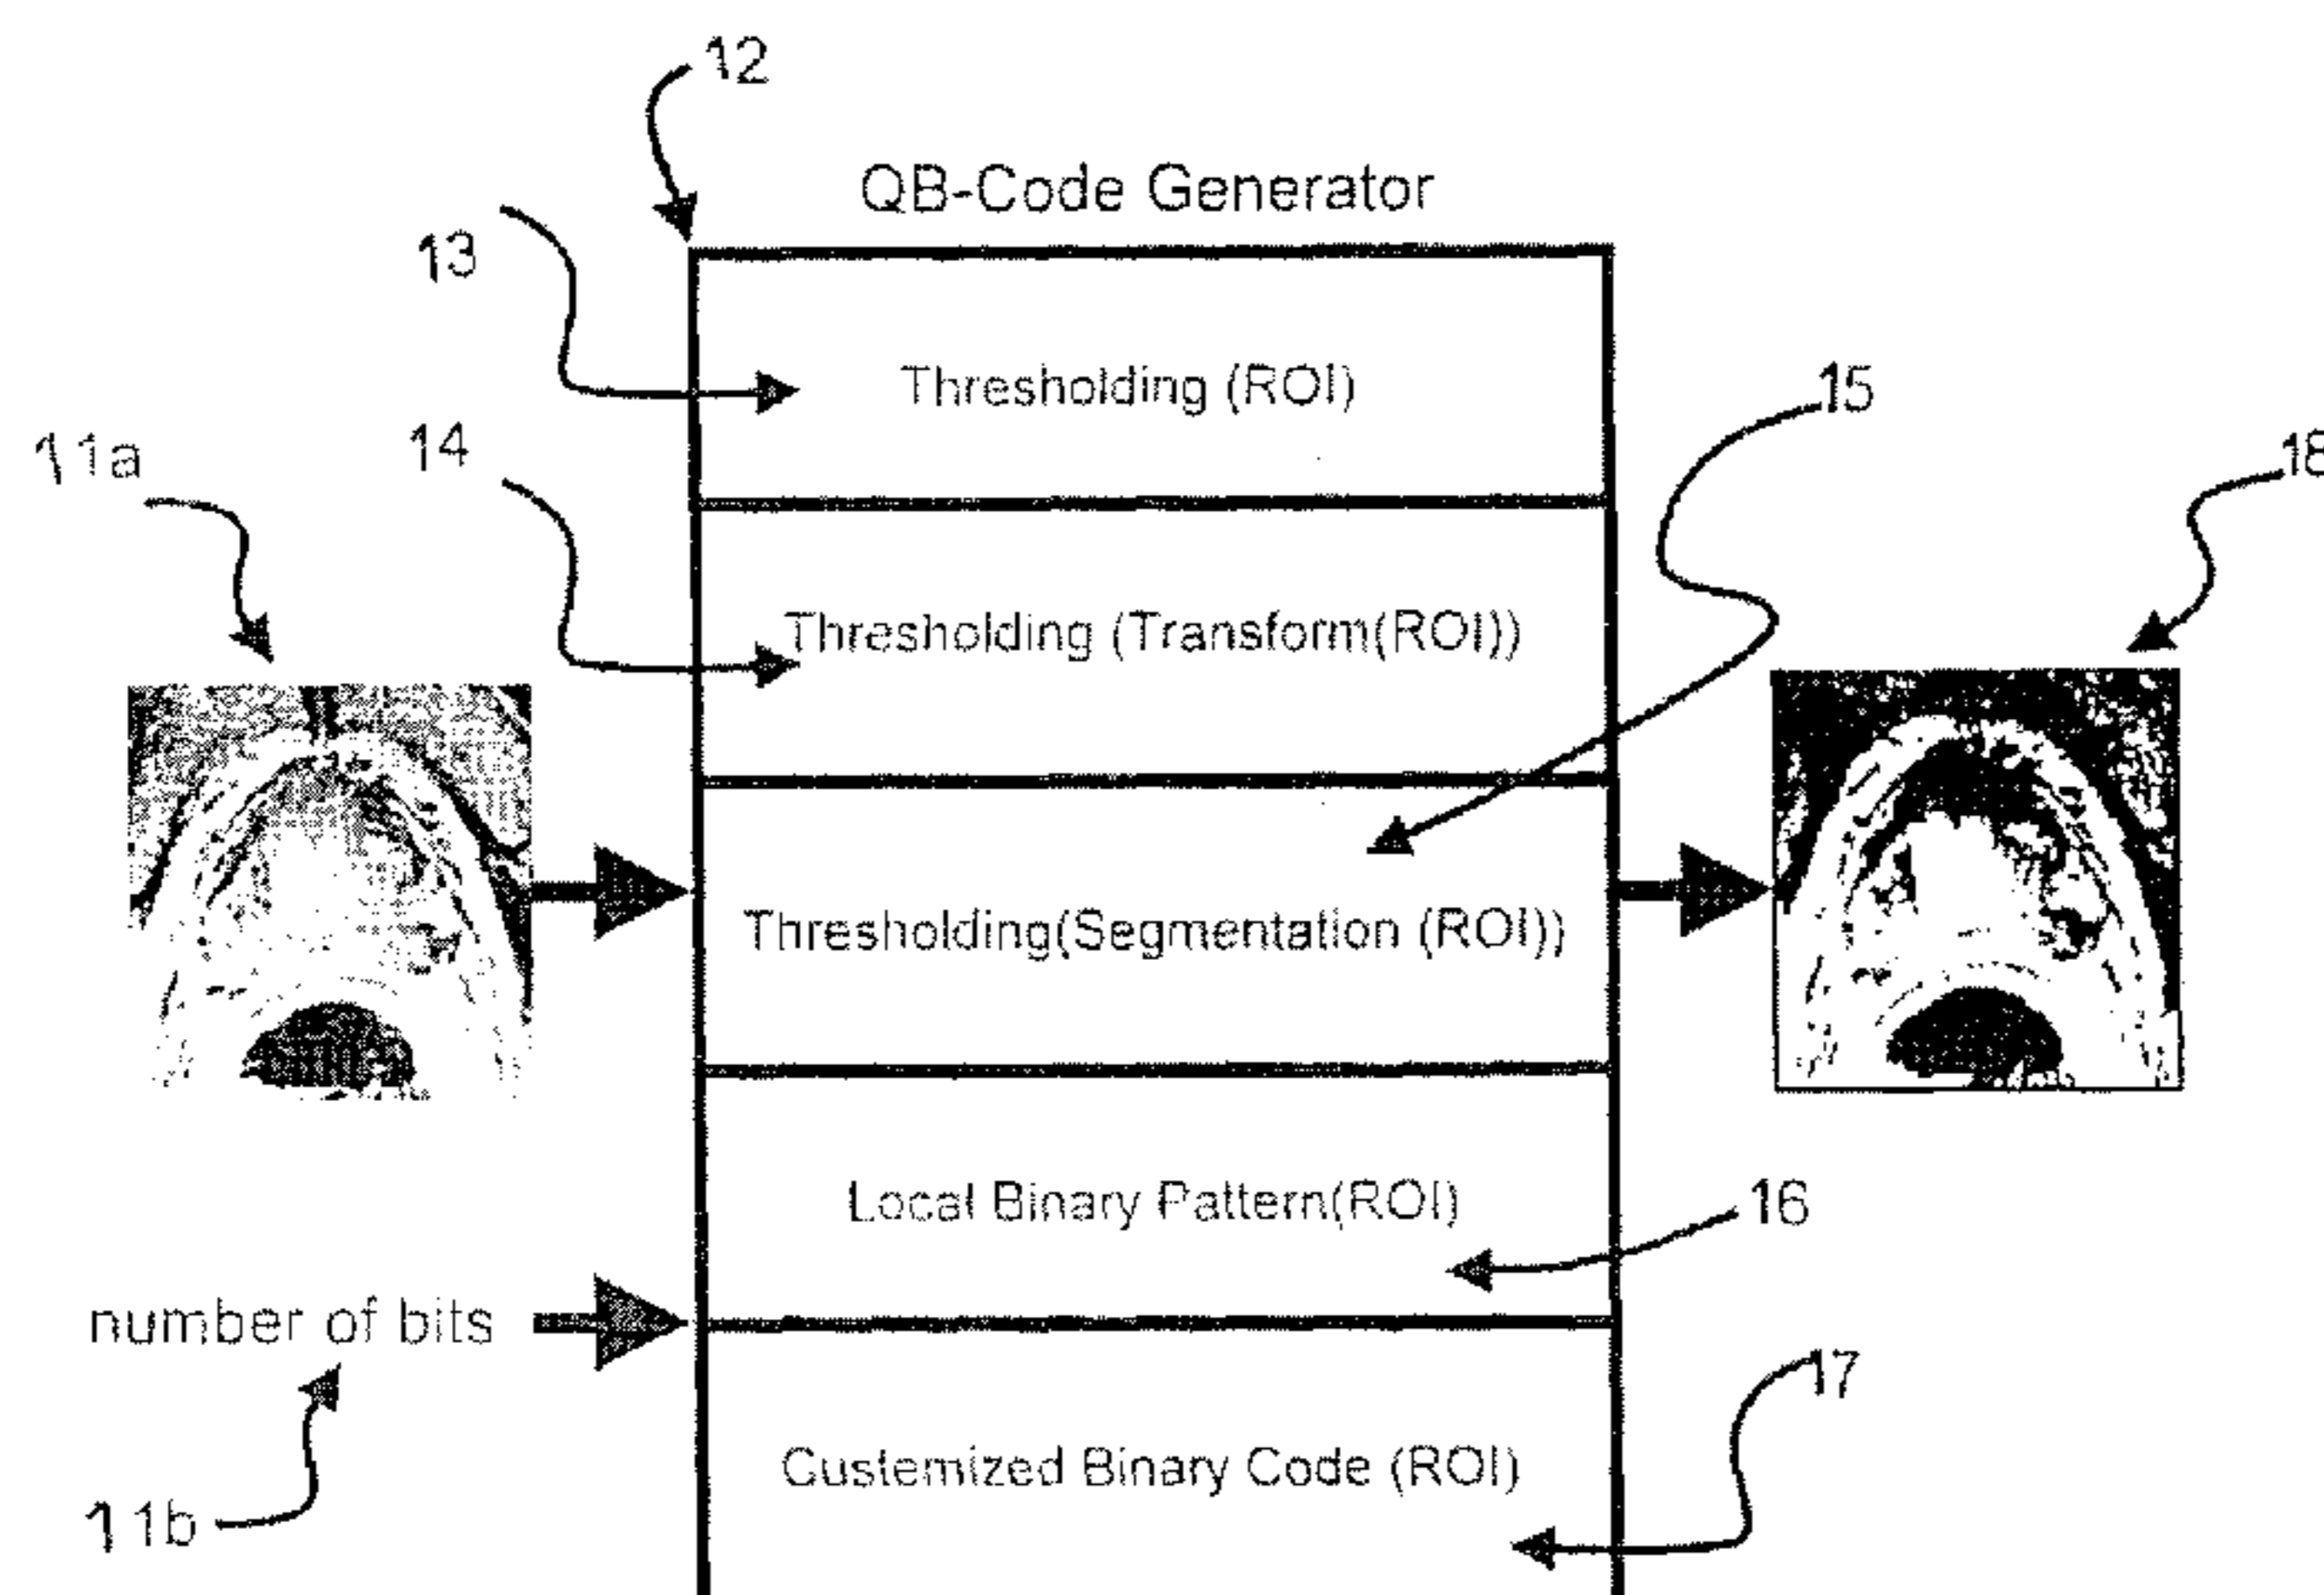 12
QB-Code Generator
13
Thresholding (ROI)
15
14
11a
18
Thresholding (Transform(ROI))
Thresholding(Segmentation (ROI))
Local Binary Pattern(ROI)
16
number of bits
17
Custemized Binary Code (ROI)
11b